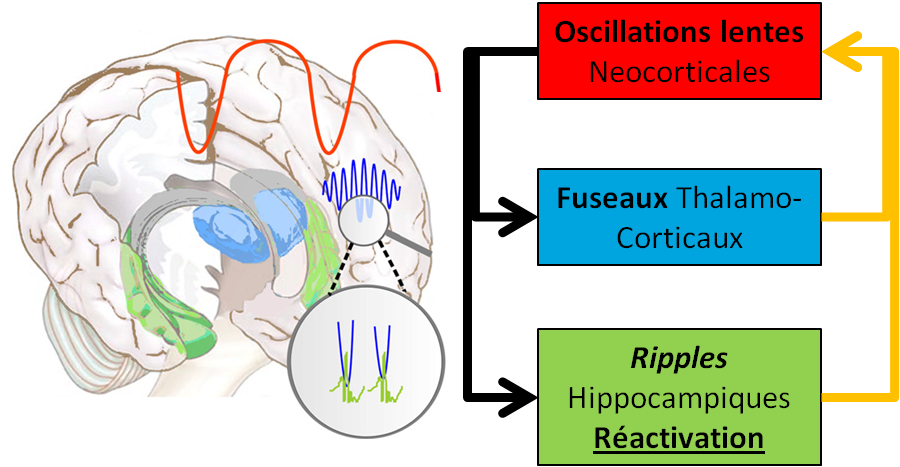 Oscillations lentes
Neocorticales
Fuseaux Thalamo-
Corticaux
Ripples
Hippocampiques
Réactivation